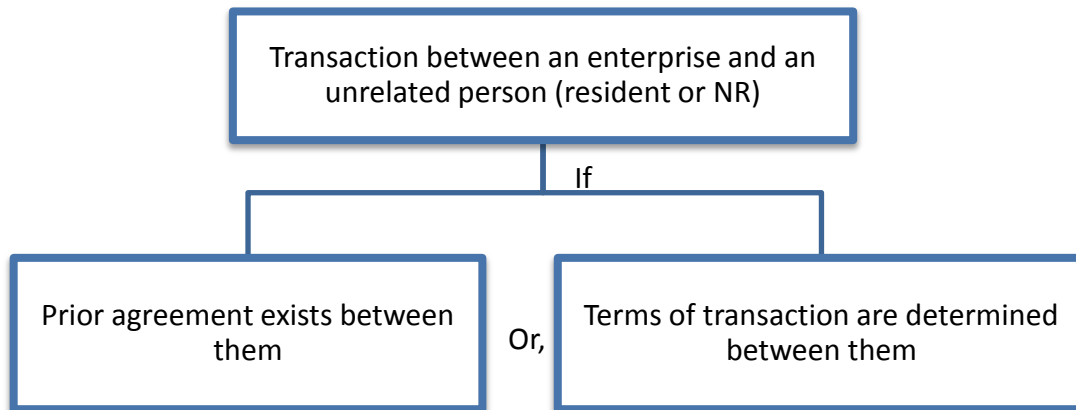 Transaction between an enterprise and an
unrelated person (resident or NR)
If
Prior agreement exists between
them
Or,
Terms of transaction are determined
between them